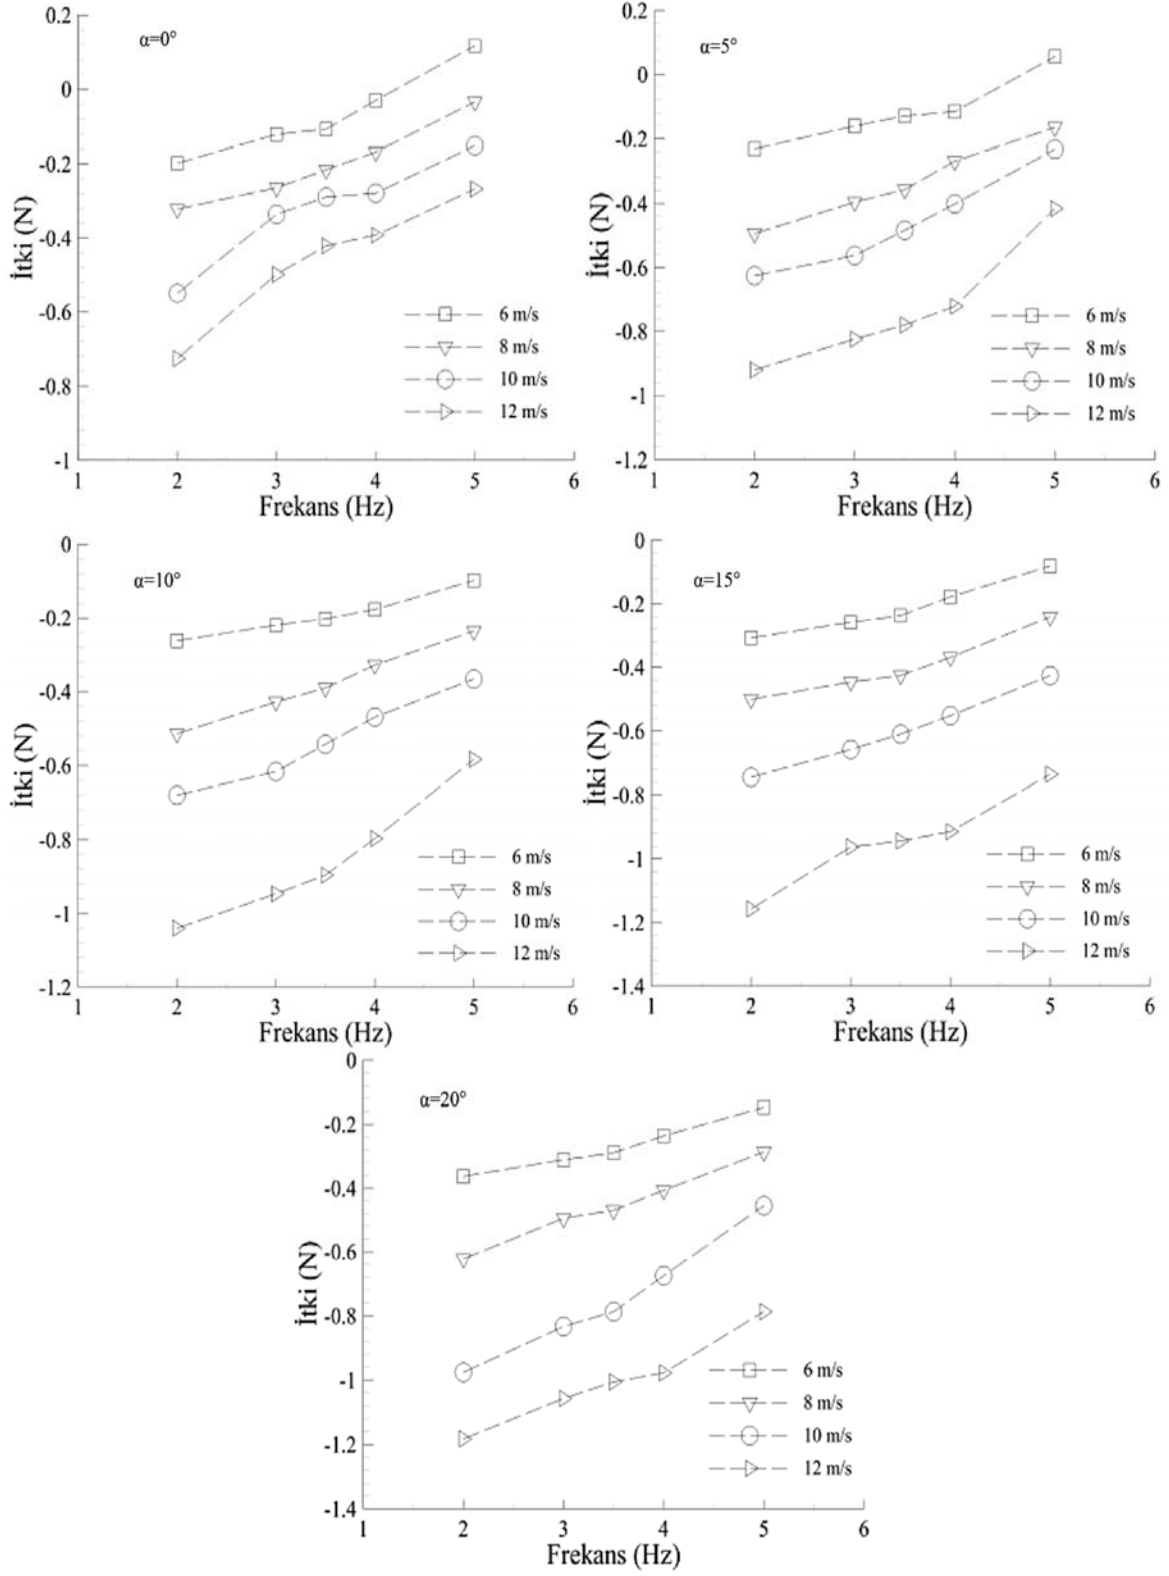 α=0°
0.2
0
-0.2
-0.4
-0.6
-0.8
-1
İtki (N)
6 m/s
8 m/s
10 m/s
12 m/s
1 2 3 4 5 6
Frekans (Hz)
α=5°
0.2
0
-0.2
-0.4
-0.6
-0.8
-1
-1.2
İtki (N)
6 m/s
8 m/s
10 m/s
12 m/s
1 2 3 4 5 6
Frekans (Hz)
α=10°
0
-0.2
-0.4
-0.6
-0.8
-1
-1.2
İtki (N)
6 m/s
8 m/s
10 m/s
12 m/s
1 2 3 4 5 6
Frekans (Hz)
α=15°
0
-0.2
-0.4
-0.6
-0.8
-1
-1.2
-1.4
İtki (N)
6 m/s
8 m/s
10 m/s
12 m/s
1 2 3 4 5 6
Frekans (Hz)
α=20°
0
-0.2
-0.4
-0.6
-0.8
-1
-1.2
-1.4
İtki (N)
6 m/s
8 m/s
10 m/s
12 m/s
1 2 3 4 5 6
Frekans (Hz)